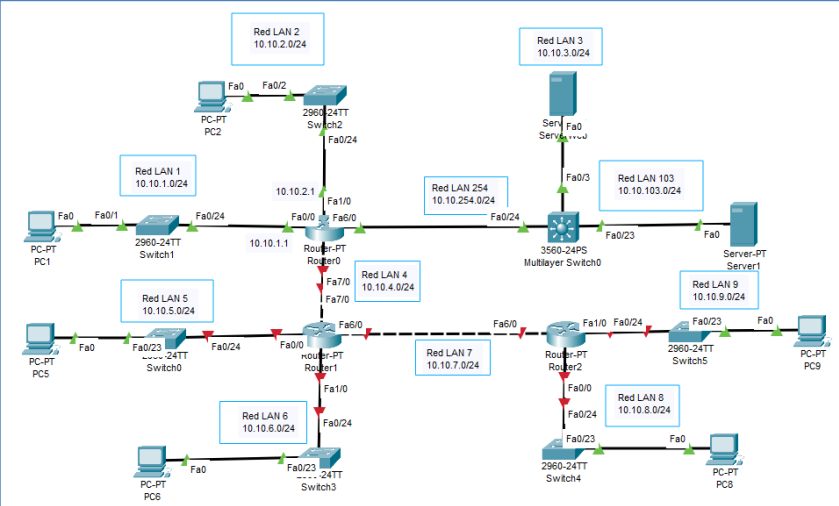 Red LAN 2
10.10.2.0/24
Red LAN 3
10.10.3.0/24
Fa0
Fa0/2
PC-PT
PC2
2960-24TT
Switch2
Fa0/24
Fa0
Fa0/3
Red LAN 1
10.10.1.0/24
Red LAN 254
10.10.254.0/24
Red LAN 103
10.10.103.0/24
10.10.2.1
Fa1/0
Fa0
Fa0/1
Fa0/24
Fa0/0
Fa6/0
Fa0/24
Fa0/23
Fa0
PC-PT
PC1
2960-24TT
Switch1
10.10.1.1
Router-PT
Router0
3560-24PS
Multilayer Switch0
Server-PT
Server1
Red LAN 4
10.10.4.0/24
Fa7/0
Fa7/0
Red LAN 5
10.10.5.0/24
Red LAN 9
10.10.9.0/24
Fa0
Fa0/23
Fa0/24
Fa0/0
Fa6/0
Fa6/0
Fa1/0
Fa0/24
Fa0/23
Fa0
PC-PT
PC5
Switch0
Router-PT
Router1
Red LAN 7
10.10.7.0/24
Router2
2960-24TT
Switch5
PC-PT
PC9
Fa1/0
Fa0/24
Fa0/0
Fa0/24
Red LAN 6
10.10.6.0/24
Red LAN 8
10.10.8.0/24
Fa0
Fa0/23
Fa0/23
Fa0
PC-PT
PC6
Switch3
2960-24TT
Switch4
PC-PT
PC8